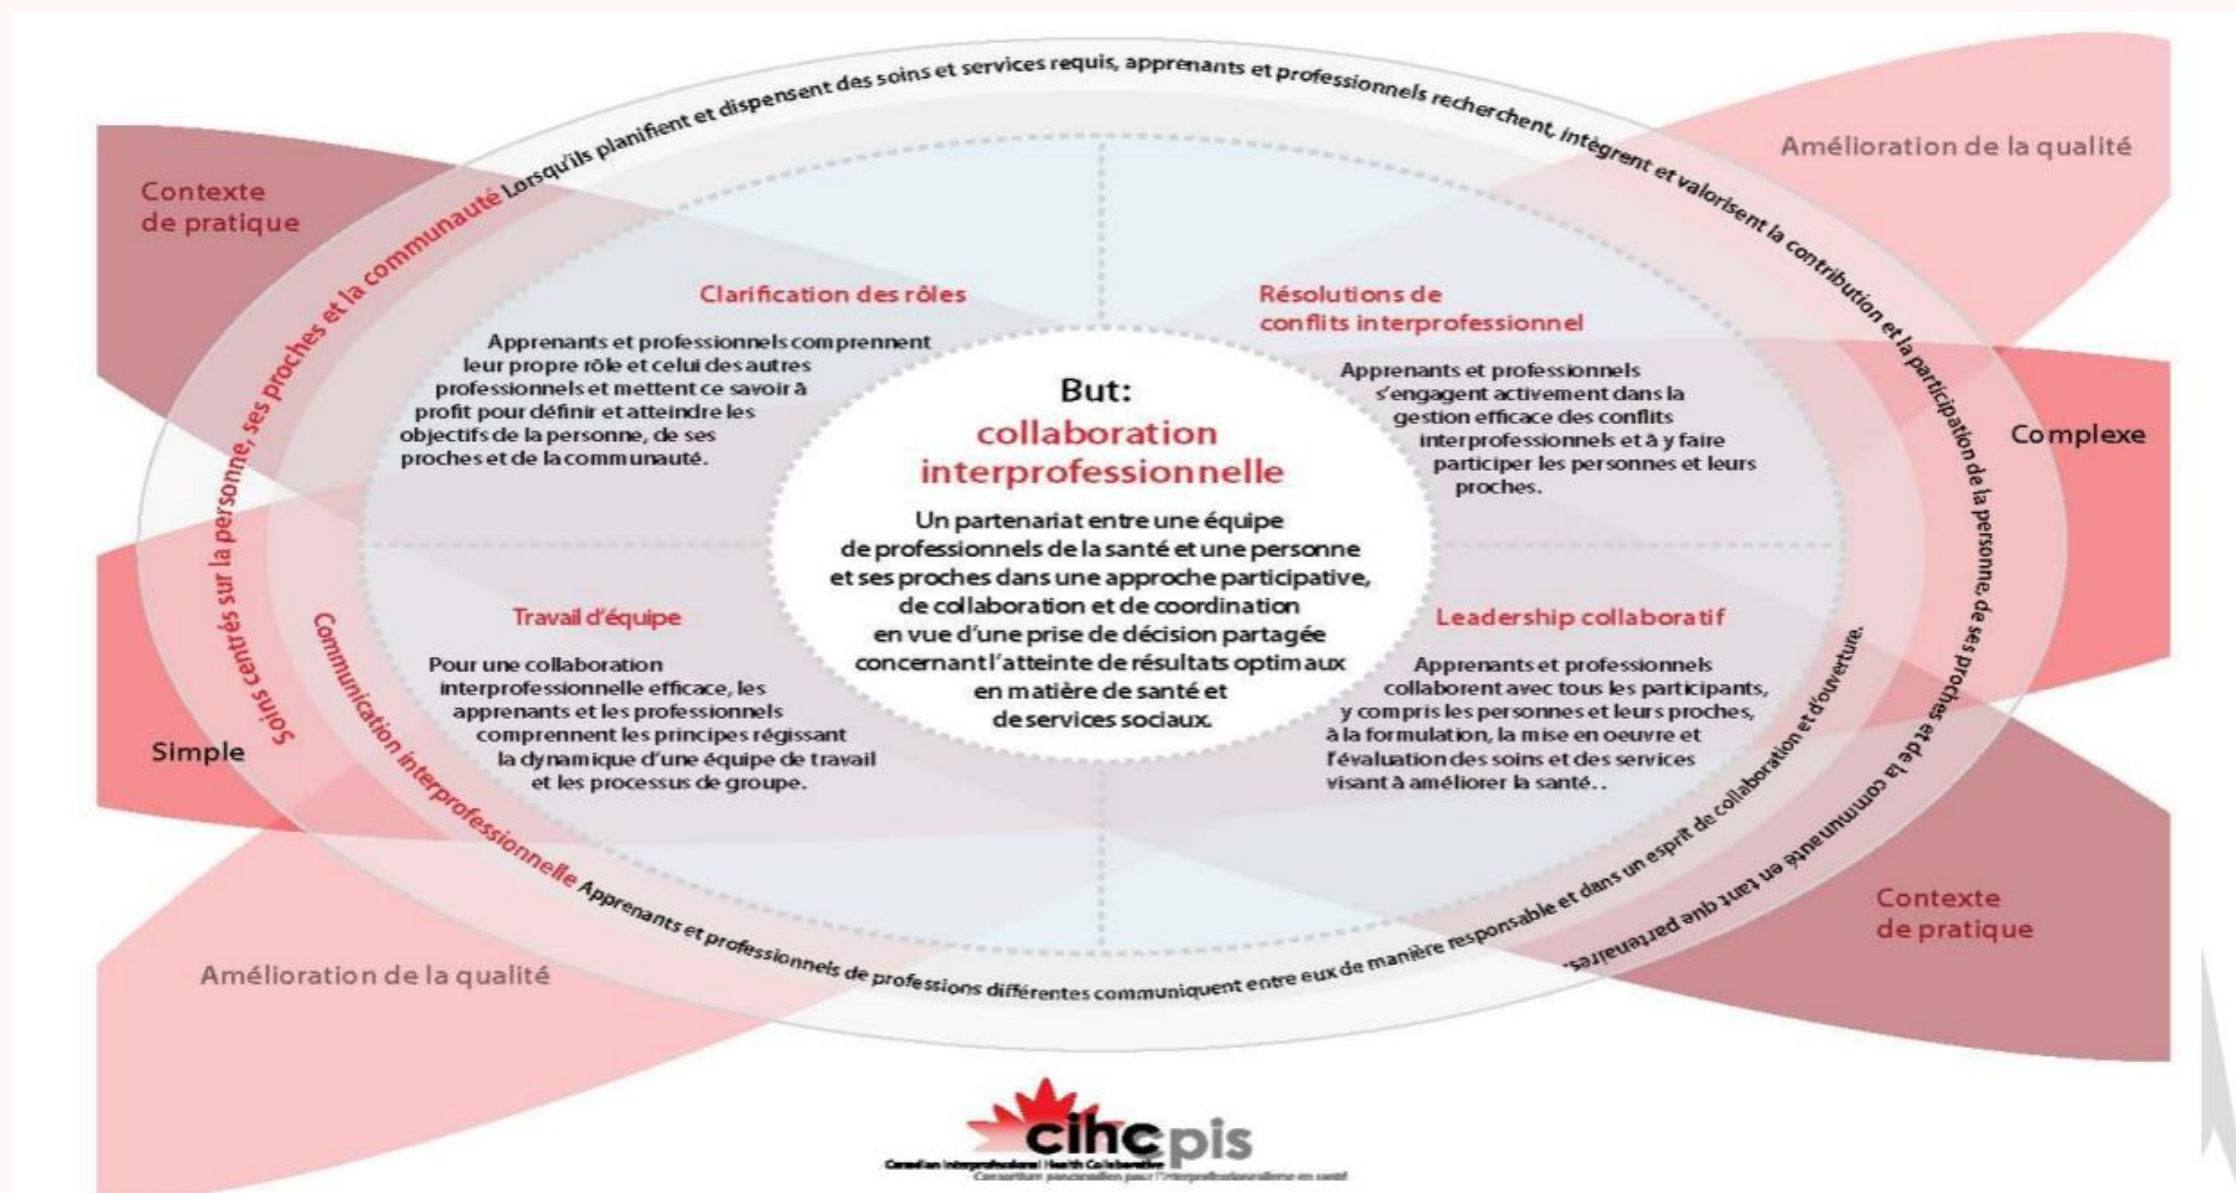 Soins centrés sur la personne, ses proches et la communauté Lorsqu'ils planifient et dispensent des soins et services requis, apprenants et professionnels recherchent, intègrent et valorisent la contribution et la participation de la personne, de ses proches et de la communauté en tant que partenaires.
Amélioration de la qualité
Contexte
de pratique
Clarification des rôles
Apprenants et professionnels comprennent
leur propre rôle et celui des autres
professionnels et mettent ce savoir à
profit pour définir et atteindre les
objectifs de la personne, de ses
proches et de la communauté.
Résolutions de
conflits interprofessionnel
Apprenants et professionnels
s'engagent activement dans la
gestion efficace des conflits
interprofessionnels et à y faire
participer les personnes et leurs
proches.
But:
collaboration
interprofessionnelle
Un partenariat entre une équipe
de professionnels de la santé et une personne
et ses proches dans une approche participative,
de collaboration et de coordination
en vue d'une prise de décision partagée
concernant l'atteinte de résultats optimaux
en matière de santé et
de services sociaux.
Complexe
Travail d'équipe
Pour une collaboration
interprofessionnelle efficace, les
apprenants et les professionnels
comprennent les principes régissant
la dynamique d'une équipe de travail
et les processus de groupe.
Leadership collaboratif
Apprenants et professionnels
collaborent avec tous les participants,
y compris les personnes et leurs proches,
à la formulation, la mise en oeuvre et
l'évaluation des soins et des services
visant à améliorer la santé..
Simple
Communication interprofessionnelle Apprenants et professionnels de professions différentes communiquent entre eux de manière responsable et dans un esprit de collaboration et d'ouverture.
Contexte
de pratique
Amélioration de la qualité
cihcpis
Canadian Interprofessional Health Collaborative
Consortium pancanadien pour l'interprofessionnalisme en santé